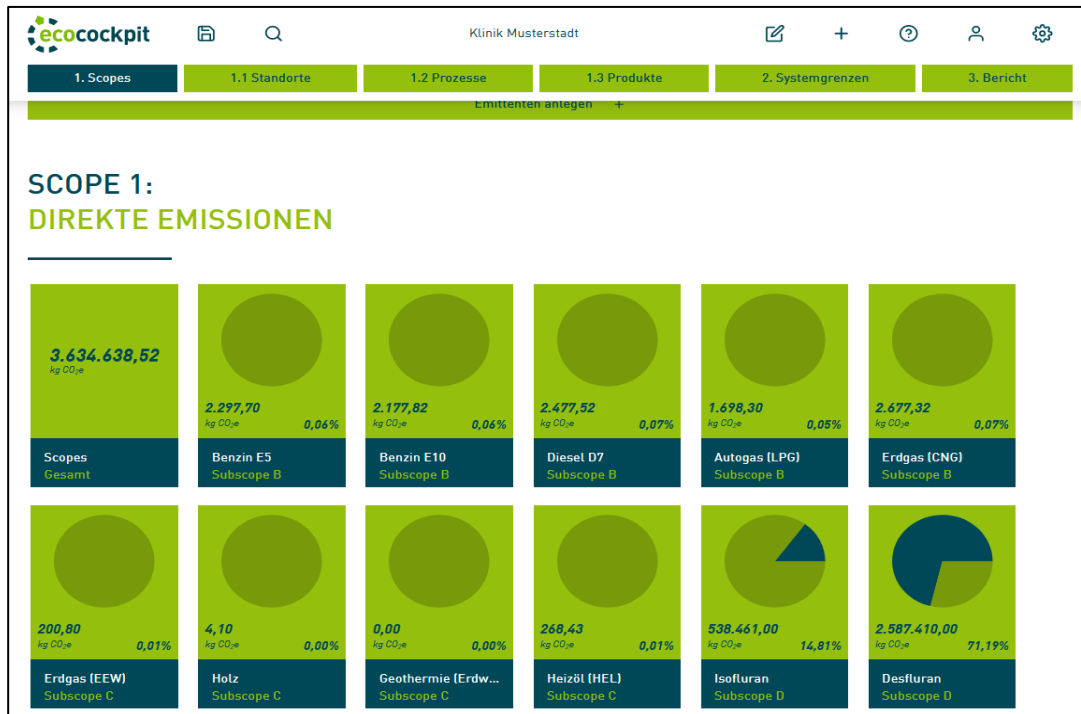 ecocockpit
Klinik Musterstadt
1. Scopes
1.1 Standorte
1.2 Prozesse
1.3 Produkte
2. Systemgrenzen
3. Bericht
Emittenten anlegen +
SCOPE 1:
DIREKTE EMISSIONEN
3.634.638,52
kg CO₂e
Scopes
Gesamt
2.297,70
kg CO₂e 0,06%
Benzin E5
Subscope B
2.177,82
kg CO₂e 0,06%
Benzin E10
Subscope B
2.477,52
kg CO₂e 0,07%
Diesel D7
Subscope B
1.698,30
kg CO₂e 0,05%
Autogas (LPG)
Subscope B
2.677,32
kg CO₂e 0,07%
Erdgas (CNG)
Subscope B
200,80
kg CO₂e 0,01%
Erdgas (EEW)
Subscope C
4,10
kg CO₂e 0,00%
Holz
Subscope C
0,00
kg CO₂e 0,00%
Geothermie (Erdw...
Subscope C
268,43
kg CO₂e 0,01%
Heizöl (HEL)
Subscope C
538.461,00
kg CO₂e 14,81%
Isofluran
Subscope D
2.587.410,00
kg CO₂e 71,19%
Desfluran
Subscope D